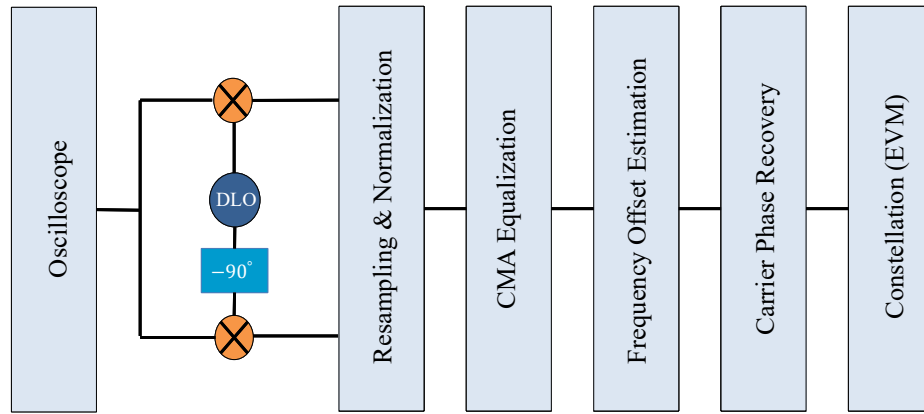 Oscilloscope
DLO
−90°
Resampling & Normalization
CMA Equalization
Frequency Offset Estimation
Carrier Phase Recovery
Constellation (EVM)